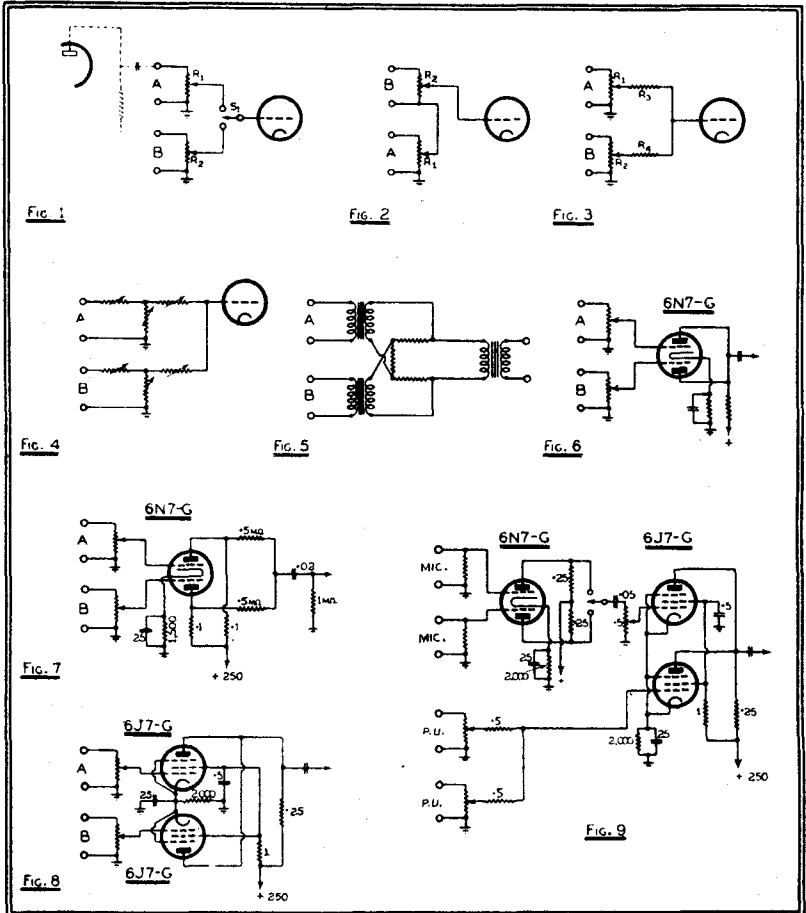 A
R1
S1
B
R2
Fig. 1
B
R2
A
R1
Fig. 2
A
R1
R3
B
R4
R2
Fig. 3
A
B
Fig. 4
A
B
Fig. 5
6N7-G
A
B
+
Fig. 6
6N7-G
A
B
·5MΩ
·02
·5MΩ
1MΩ
25
1,500
·1
·1
+ 250
Fig. 7
6J7-G
A
·5
25
2,000
·25
B
1
6J7-G
+ 250
Fig. 8
6N7-G
6J7-G
MIC.
MIC.
·25
·25
·05
·5
·5
25
2,000
+
P.U.
·5
P.U.
·5
2,000
25
1
·25
+ 250
Fig. 9